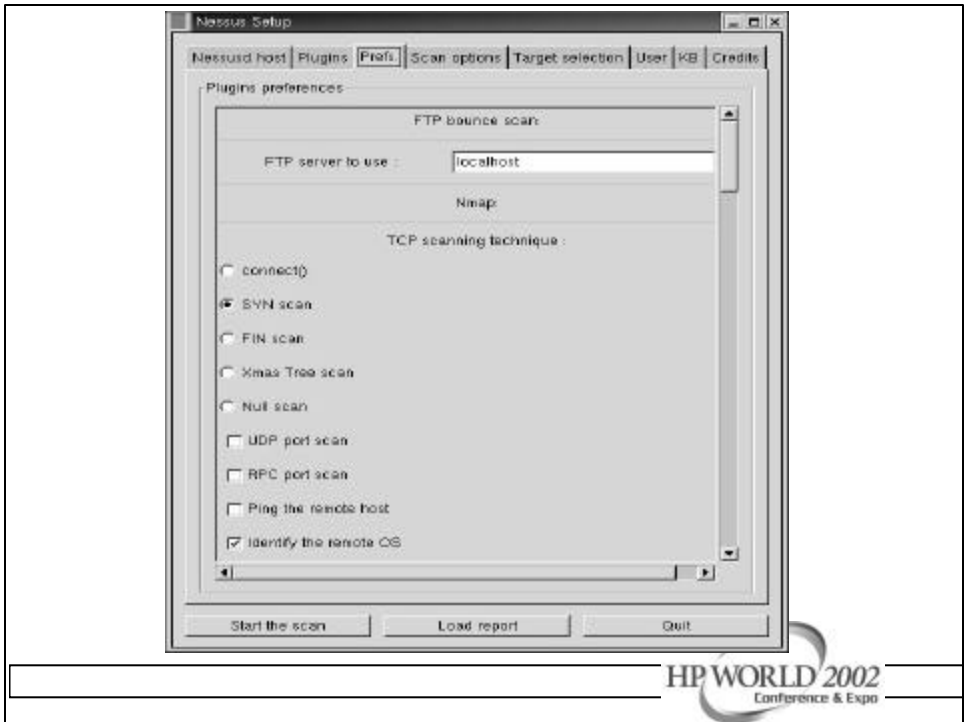 Nessus Setup
Nessusd host Plugins Prefs. Scan options Target selection User KB Credits
Plugins preferences
FTP bounce scan:
FTP server to use : localhost
Nmap:
TCP scanning technique :
connect()
SYN scan
FIN scan
Xmas Tree scan
Null scan
UDP port scan
RPC port scan
Ping the remote host
Identify the remote OS
Start the scan Load report Quit
HP WORLD 2002
Conference & Expo